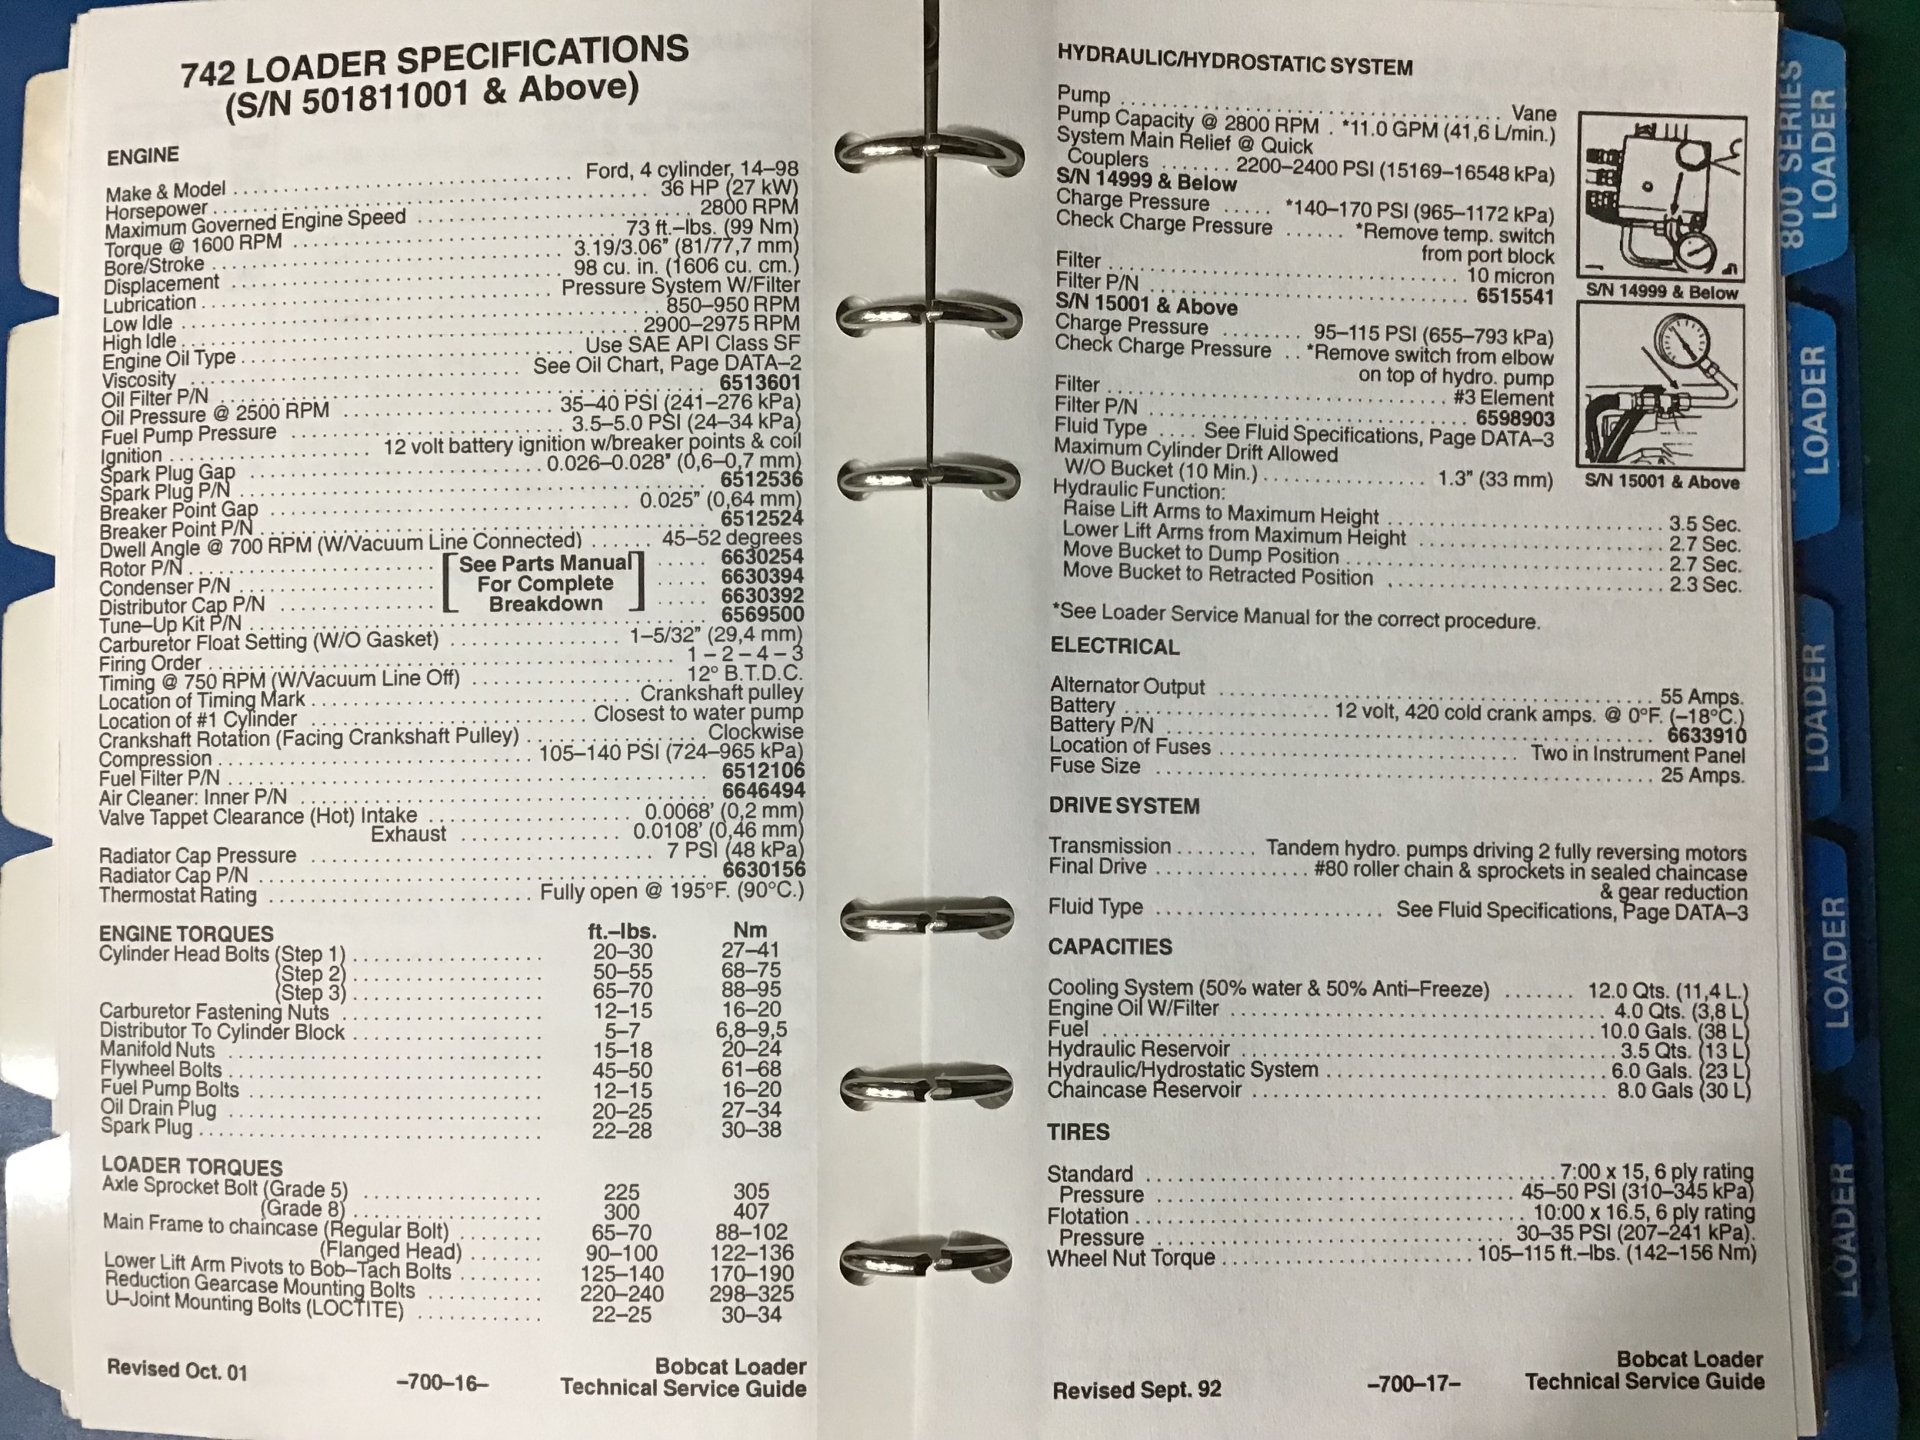 742 LOADER SPECIFICATIONS
(S/N 501811001 & Above)
ENGINE
Make & Model . . . . . Ford, 4 cylinder, 14–98
Horsepower . . . . . 36 HP (27 kW)
Maximum Governed Engine Speed . . . . . 2800 RPM
Torque @ 1600 RPM . . . . . 73 ft.–lbs. (99 Nm)
Bore/Stroke . . . . . 3.19/3.06" (81/77,7 mm)
Displacement . . . . . 98 cu. in. (1606 cu. cm.)
Lubrication . . . . . Pressure System W/Filter
Low Idle . . . . . 850–950 RPM
High Idle . . . . . 2900–2975 RPM
Engine Oil Type . . . . . Use SAE API Class SF
Viscosity . . . . . See Oil Chart, Page DATA–2
Oil Filter P/N . . . . . 6513601
Oil Pressure @ 2500 RPM . . . . . 35–40 PSI (241–276 kPa)
Fuel Pump Pressure . . . . . 3.5–5.0 PSI (24–34 kPa)
Ignition . . . . . 12 volt battery ignition w/breaker points & coil
Spark Plug Gap . . . . . 0.026–0.028" (0,6–0,7 mm)
Spark Plug P/N . . . . . 6512536
Breaker Point Gap . . . . . 0.025" (0,64 mm)
Breaker Point P/N . . . . . 6512524
Dwell Angle @ 700 RPM (W/Vacuum Line Connected) . . . . . 45–52 degrees
Rotor P/N . . . . . [See Parts Manual . . . . . 6630254
Condenser P/N . . . . . For Complete . . . . . 6630394
Distributor Cap P/N . . . . . Breakdown] . . . . . 6630392
Tune–Up Kit P/N . . . . . 6569500
Carburetor Float Setting (W/O Gasket) . . . . . 1–5/32" (29,4 mm)
Firing Order . . . . . 1 – 2 – 4 – 3
Timing @ 750 RPM (W/Vacuum Line Off) . . . . . 12° B.T.D.C.
Location of Timing Mark . . . . . Crankshaft pulley
Location of #1 Cylinder . . . . . Closest to water pump
Crankshaft Rotation (Facing Crankshaft Pulley) . . . . . Clockwise
Compression . . . . . 105–140 PSI (724–965 kPa)
Fuel Filter P/N . . . . . 6512106
Air Cleaner: Inner P/N . . . . . 6646494
Valve Tappet Clearance (Hot) Intake . . . . . 0.0068' (0,2 mm)
Exhaust . . . . . 0.0108' (0,46 mm)
Radiator Cap Pressure . . . . . 7 PSI (48 kPa)
Radiator Cap P/N . . . . . 6630156
Thermostat Rating . . . . . Fully open @ 195°F. (90°C.)
ENGINE TORQUES ft.–lbs. Nm
Cylinder Head Bolts (Step 1) . . . . . 20–30 27–41
(Step 2) . . . . . 50–55 68–75
(Step 3) . . . . . 65–70 88–95
Carburetor Fastening Nuts . . . . . 12–15 16–20
Distributor To Cylinder Block . . . . . 5–7 6,8–9,5
Manifold Nuts . . . . . 15–18 20–24
Flywheel Bolts . . . . . 45–50 61–68
Fuel Pump Bolts . . . . . 12–15 16–20
Oil Drain Plug . . . . . 20–25 27–34
Spark Plug . . . . . 22–28 30–38
LOADER TORQUES
Axle Sprocket Bolt (Grade 5) . . . . . 225 305
(Grade 8) . . . . . 300 407
Main Frame to chaincase (Regular Bolt) . . . . . 65–70 88–102
(Flanged Head) . . . . . 90–100 122–136
Lower Lift Arm Pivots to Bob–Tach Bolts . . . . . 125–140 170–190
Reduction Gearcase Mounting Bolts . . . . . 220–240 298–325
U–Joint Mounting Bolts (LOCTITE) . . . . . 22–25 30–34
Revised Oct. 01 –700–16– Bobcat Loader
Technical Service Guide
HYDRAULIC/HYDROSTATIC SYSTEM
Pump . . . . . Vane
Pump Capacity @ 2800 RPM . *11.0 GPM (41,6 L/min.)
System Main Relief @ Quick
Couplers . . . . . 2200–2400 PSI (15169–16548 kPa)
S/N 14999 & Below
Charge Pressure . . . . . *140–170 PSI (965–1172 kPa)
Check Charge Pressure . . . . . *Remove temp. switch
from port block
Filter . . . . . 10 micron
Filter P/N . . . . . 6515541
S/N 15001 & Above
Charge Pressure . . . . . 95–115 PSI (655–793 kPa)
Check Charge Pressure . . *Remove switch from elbow
on top of hydro. pump
Filter . . . . . #3 Element
Filter P/N . . . . . 6598903
Fluid Type . . . . See Fluid Specifications, Page DATA–3
Maximum Cylinder Drift Allowed
W/O Bucket (10 Min.) . . . . . 1.3" (33 mm)
Hydraulic Function:
Raise Lift Arms to Maximum Height . . . . . 3.5 Sec.
Lower Lift Arms from Maximum Height . . . . . 2.7 Sec.
Move Bucket to Dump Position . . . . . 2.7 Sec.
Move Bucket to Retracted Position . . . . . 2.3 Sec.
S/N 14999 & Below
S/N 15001 & Above
*See Loader Service Manual for the correct procedure.
ELECTRICAL
Alternator Output . . . . . 55 Amps.
Battery . . . . . 12 volt, 420 cold crank amps. @ 0°F. (–18°C.)
Battery P/N . . . . . 6633910
Location of Fuses . . . . . Two in Instrument Panel
Fuse Size . . . . . 25 Amps.
DRIVE SYSTEM
Transmission . . . . . Tandem hydro. pumps driving 2 fully reversing motors
Final Drive . . . . . #80 roller chain & sprockets in sealed chaincase
& gear reduction
Fluid Type . . . . . See Fluid Specifications, Page DATA–3
CAPACITIES
Cooling System (50% water & 50% Anti–Freeze) . . . . . 12.0 Qts. (11,4 L.)
Engine Oil W/Filter . . . . . 4.0 Qts. (3,8 L)
Fuel . . . . . 10.0 Gals. (38 L)
Hydraulic Reservoir . . . . . 3.5 Qts. (13 L)
Hydraulic/Hydrostatic System . . . . . 6.0 Gals. (23 L)
Chaincase Reservoir . . . . . 8.0 Gals (30 L)
TIRES
Standard . . . . . 7:00 x 15, 6 ply rating
Pressure . . . . . 45–50 PSI (310–345 kPa)
Flotation . . . . . 10:00 x 16.5, 6 ply rating
Pressure . . . . . 30–35 PSI (207–241 kPa).
Wheel Nut Torque . . . . . 105–115 ft.–lbs. (142–156 Nm)
Revised Sept. 92 –700–17– Bobcat Loader
Technical Service Guide
800 SERIES
LOADER
LOADER
LOADER
LOADER
LOADER